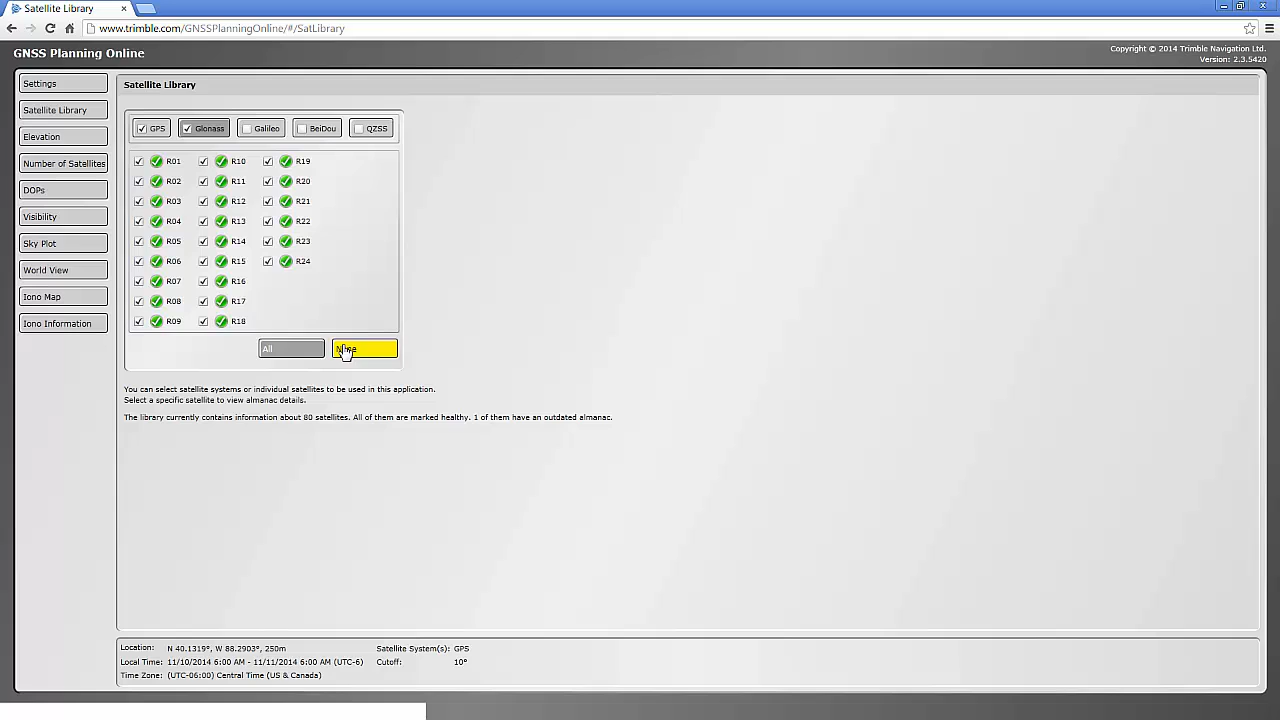 Satellite Library
www.trimble.com/GNSSPlanningOnline/#/SatLibrary
GNSS Planning Online
Copyright © 2014 Trimble Navigation Ltd.
Version: 2.3.5420
Settings
Satellite Library
Elevation
Number of Satellites
DOPs
Visibility
Sky Plot
World View
Iono Map
Iono Information
Satellite Library
GPS Glonass Galileo BeiDou QZSS
R01 R10 R19
R02 R11 R20
R03 R12 R21
R04 R13 R22
R05 R14 R23
R06 R15 R24
R07 R16
R08 R17
R09 R18
All
You can select satellite systems or individual satellites to be used in this application.
Select a specific satellite to view almanac details.
The library currently contains information about 80 satellites. All of them are marked healthy. 1 of them have an outdated almanac.
Location: N 40.1319°, W 88.2903°, 250m Satellite System(s): GPS
Local Time: 11/10/2014 6:00 AM - 11/11/2014 6:00 AM (UTC-6) Cutoff: 10°
Time Zone: (UTC-06:00) Central Time (US & Canada)